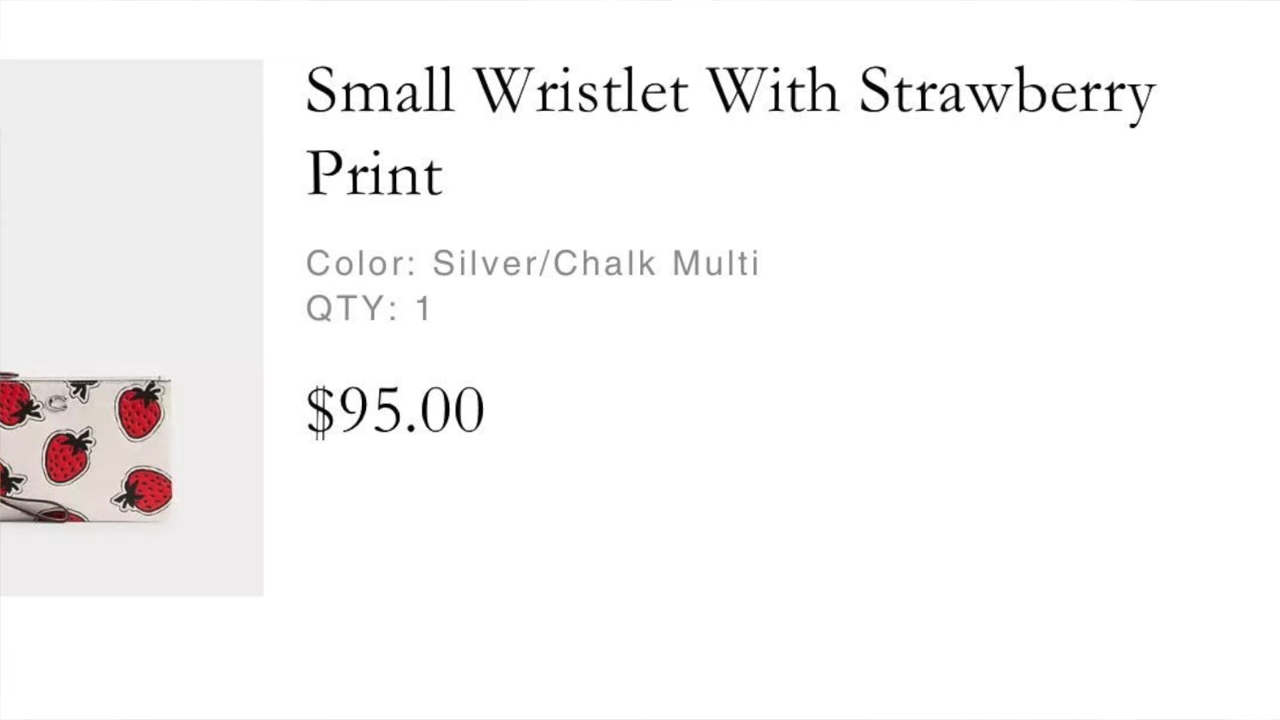 Small Wristlet With Strawberry
Print
Color: Silver/Chalk Multi
QTY: 1
$95.00